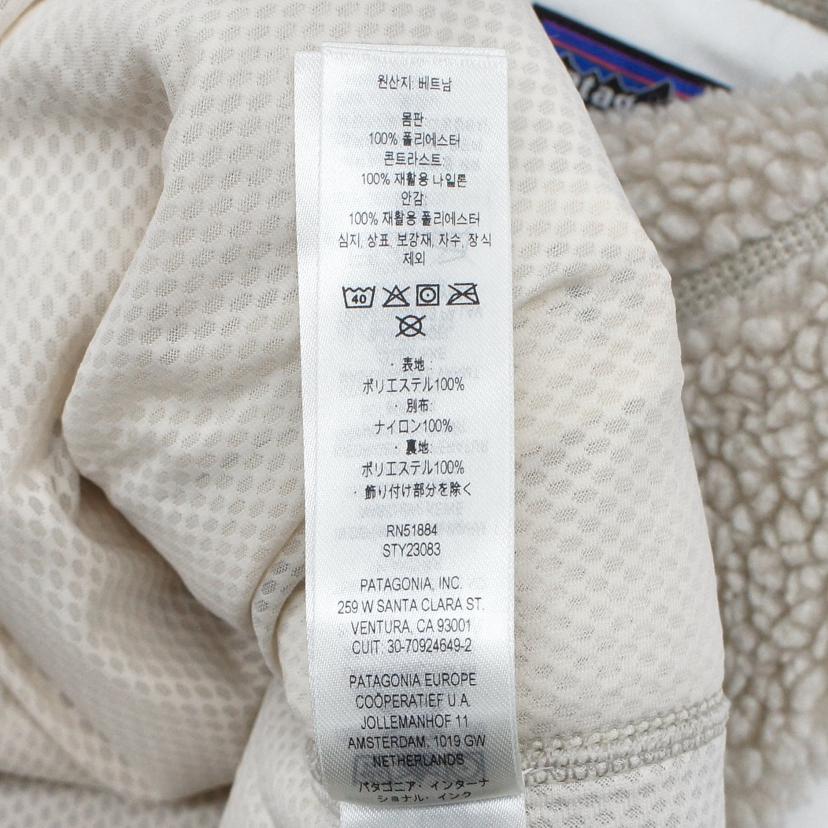 원산지: 베트남
몸판
100% 폴리에스터
콘트라스트:
100% 재활용 나일론
안감:
100% 재활용 폴리에스터
심지, 상표, 보강재, 자수, 장식
제외
40
· 表地:
ポリエステル100%
· 別布:
ナイロン100%
· 裏地:
ポリエステル100%
· 飾り付け部分を除く
RN51884
STY23083
PATAGONIA, INC.
259 W SANTA CLARA ST.
VENTURA, CA 93001
CUIT: 30-70924649-2
PATAGONIA EUROPE
COÖPERATIEF U.A.
JOLLEMANHOF 11
AMSTERDAM, 1019 GW
NETHERLANDS
パタゴニア・インターナ
ショナル・インク